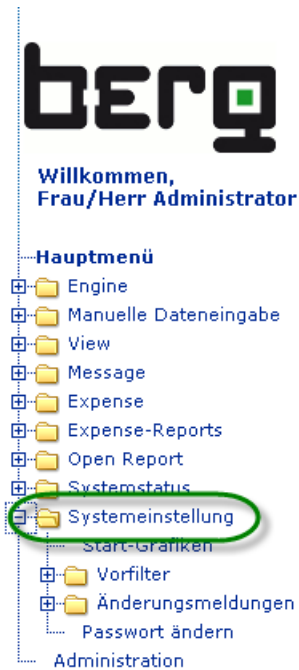 berg
Willkommen,
Frau/Herr Administrator
Hauptmenü
Engine
Manuelle Dateneingabe
View
Message
Expense
Expense-Reports
Open Report
Systemstatus
Systemeinstellung
Start-Grafiken
Vorfilter
Änderungsmeldungen
Passwort ändern
Administration